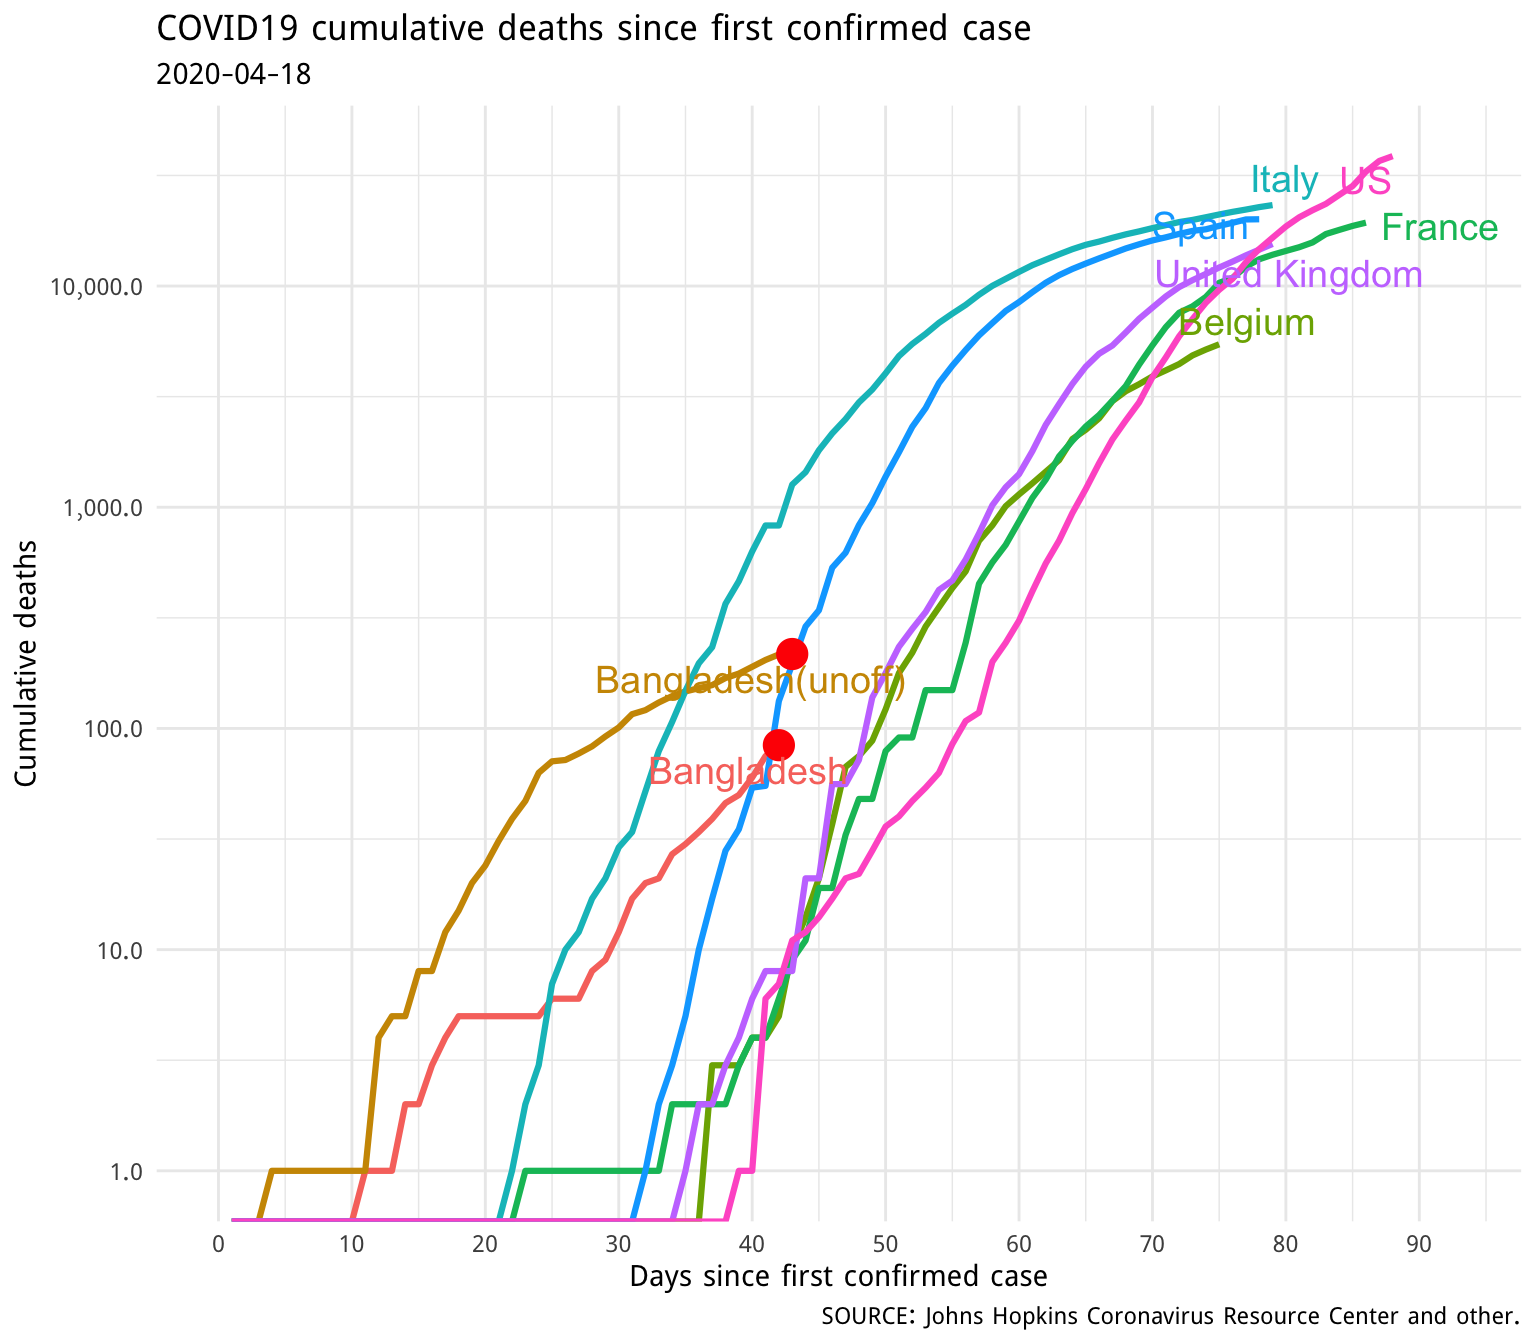 COVID19 cumulative deaths since first confirmed case
2020-04-18
Italy
US
Spain
France
United Kingdom
10,000.0
Belgium
1,000.0
Cumulative deaths
Bangladesh(unoff)
100.0
Bangladesh
10.0
1.0
0 10 20 30 40 50 60 70 80 90
Days since first confirmed case
SOURCE: Johns Hopkins Coronavirus Resource Center and other.